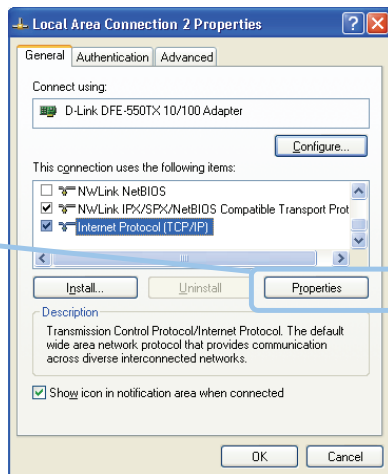 Local Area Connection 2 Properties
General Authentication Advanced
Connect using:
D-Link DFE-550TX 10/100 Adapter
Configure...
This connection uses the following items:
NWLink NetBIOS
NWLink IPX/SPX/NetBIOS Compatible Transport Prot
Internet Protocol (TCP/IP)
Install... Uninstall Properties
Description
Transmission Control Protocol/Internet Protocol. The default
wide area network protocol that provides communication
across diverse interconnected networks.
Show icon in notification area when connected
OK Cancel